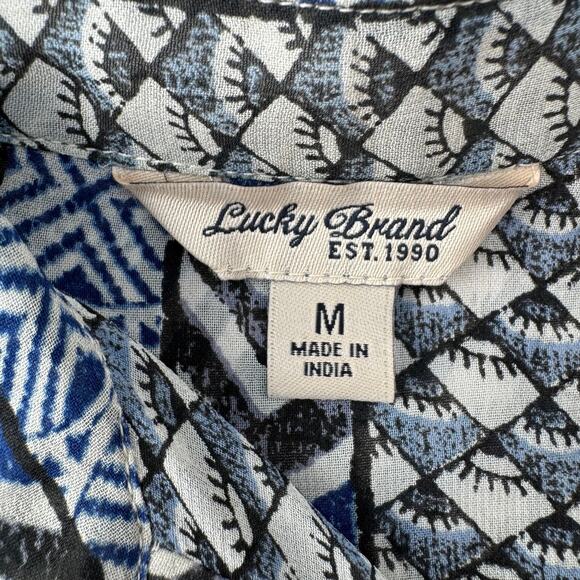 Lucky Brand
EST. 1990
M
MADE IN
INDIA